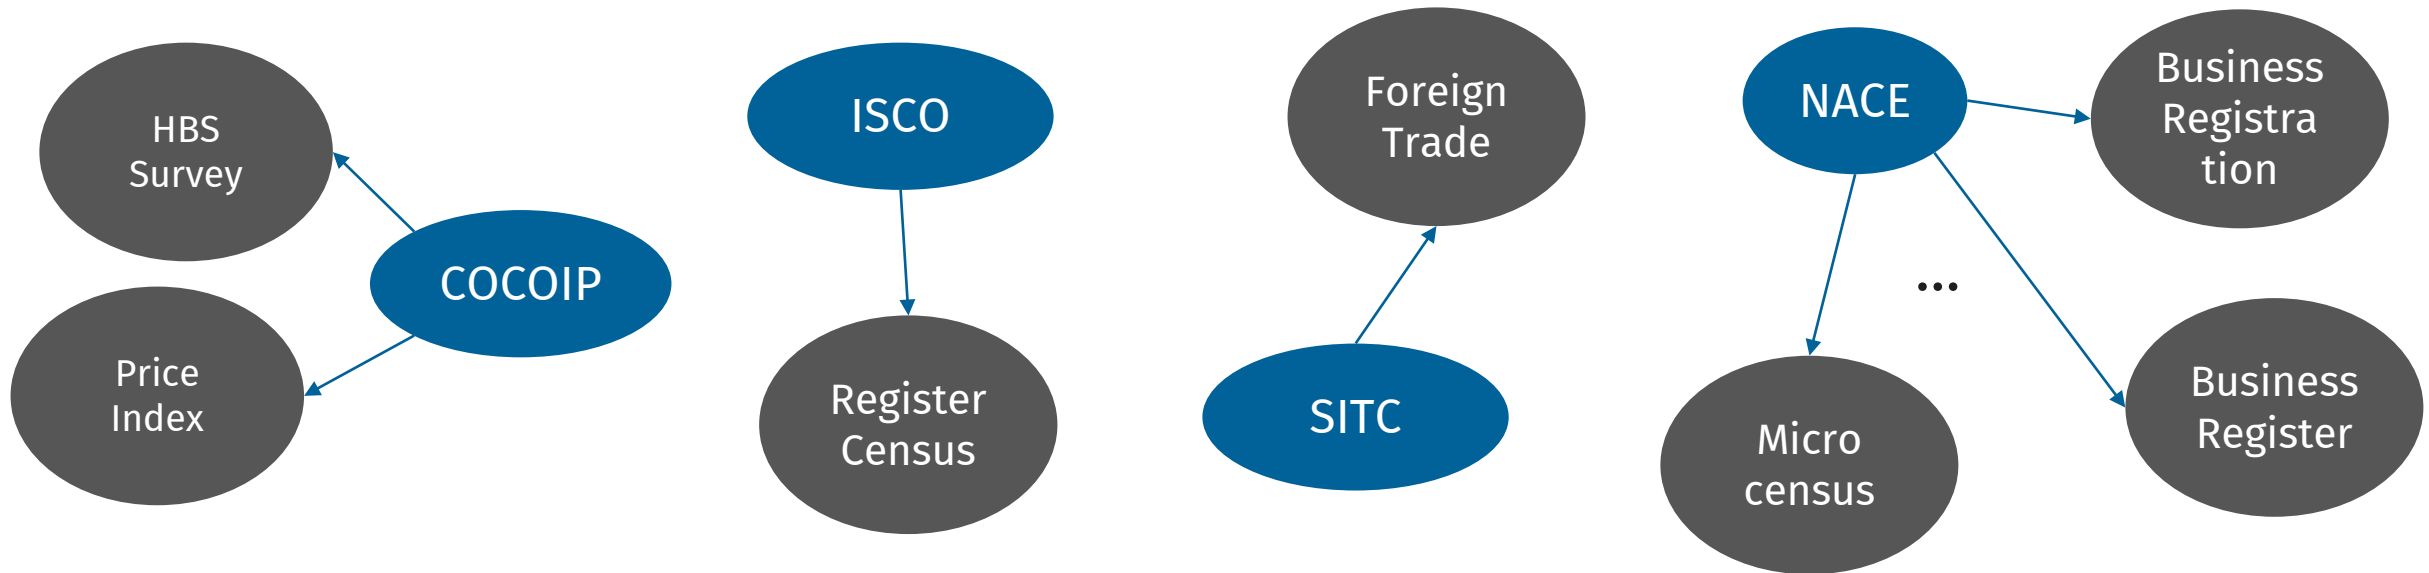 HBS
Survey
COCOIP
Price
Index
ISCO
Register
Census
Foreign
Trade
SITC
NACE
Business
Registra
tion
...
Micro
census
Business
Register